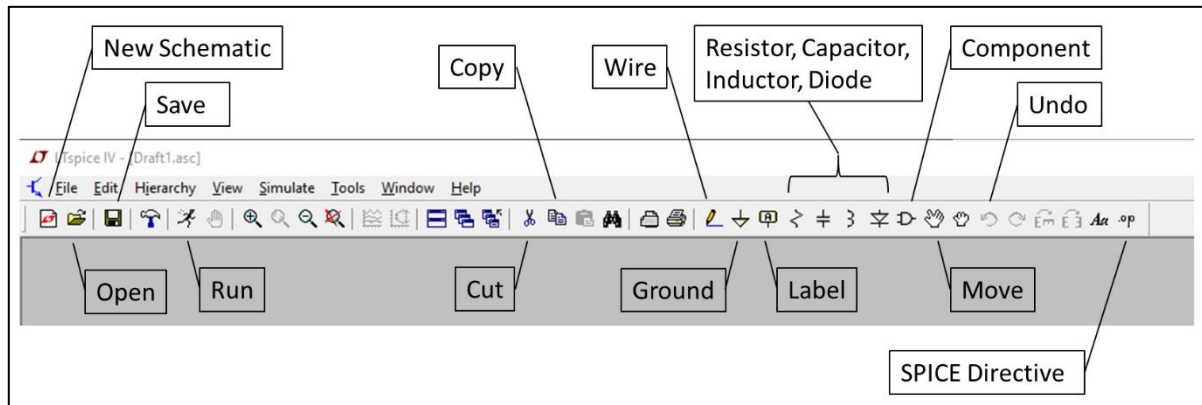 New Schematic
Save
Copy
Wire
Resistor, Capacitor,
Inductor, Diode
Component
Undo
LTspice IV - [Draft1.asc]
File Edit Hierarchy View Simulate Tools Window Help
Aa .op
Open
Run
Cut
Ground
Label
Move
SPICE Directive